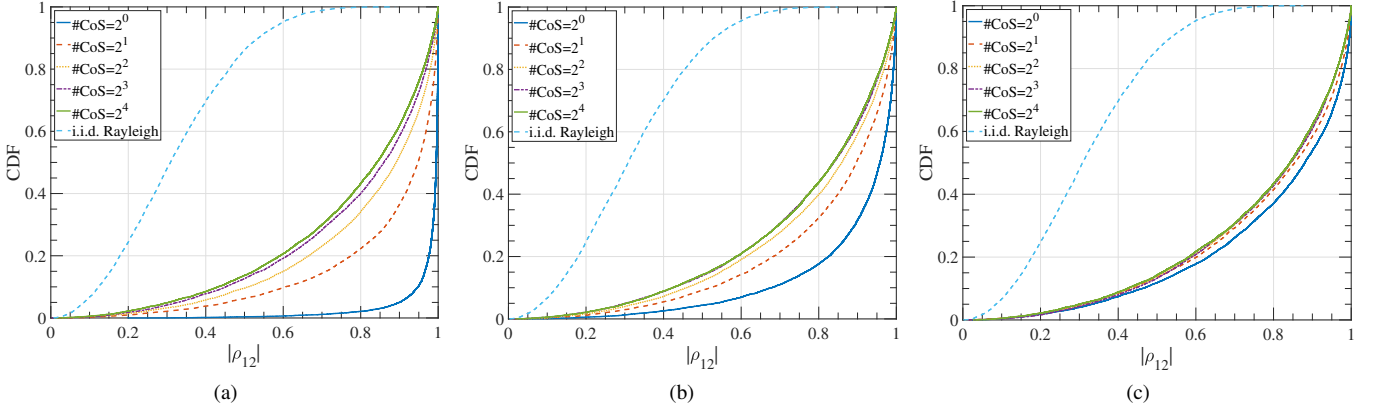 1
0.8
0.6
0.4
0.2
0
0 0.2 0.4 0.6 0.8 1
CDF
|ρ12|
#CoS=2^0
#CoS=2^1
#CoS=2^2
#CoS=2^3
#CoS=2^4
i.i.d. Rayleigh
(a)
1
0.8
0.6
0.4
0.2
0
0 0.2 0.4 0.6 0.8 1
CDF
|ρ12|
#CoS=2^0
#CoS=2^1
#CoS=2^2
#CoS=2^3
#CoS=2^4
i.i.d. Rayleigh
(b)
1
0.8
0.6
0.4
0.2
0
0 0.2 0.4 0.6 0.8 1
CDF
|ρ12|
#CoS=2^0
#CoS=2^1
#CoS=2^2
#CoS=2^3
#CoS=2^4
i.i.d. Rayleigh
(c)